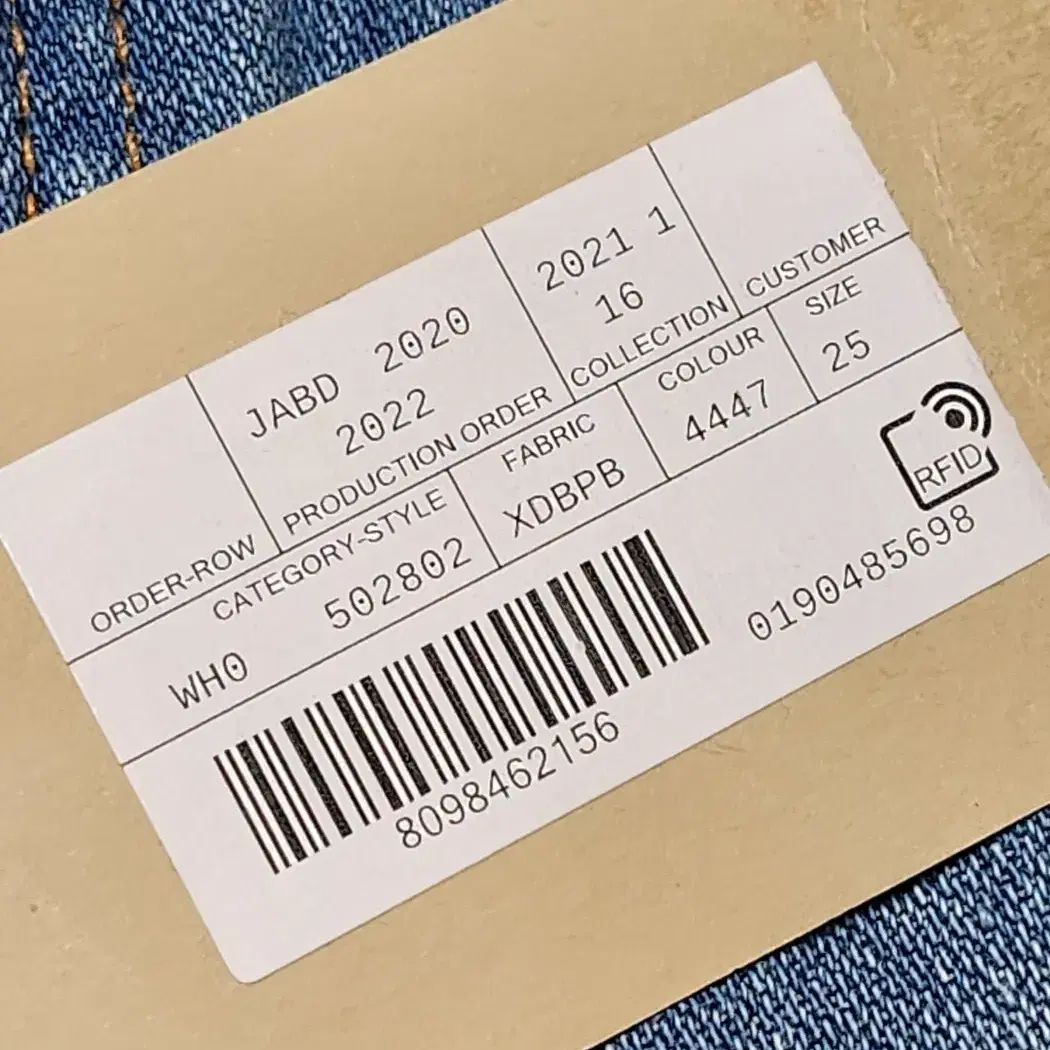 JABD 2020 2021 1
2022 16
ORDER-ROW PRODUCTION ORDER COLLECTION CUSTOMER
CATEGORY-STYLE FABRIC COLOUR SIZE
WH0 502802 XDBPB 4447 25
RFID
8098462156 0190485698